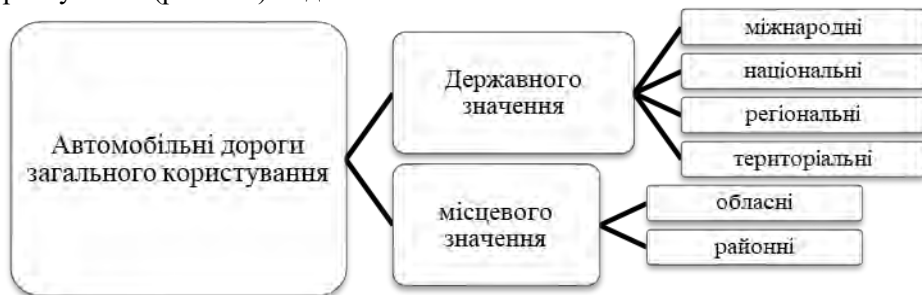 Автомобільні дороги
загального користування
Державного
значення
міжнародні
національні
регіональні
територіальні
місцевого
значення
обласні
районні